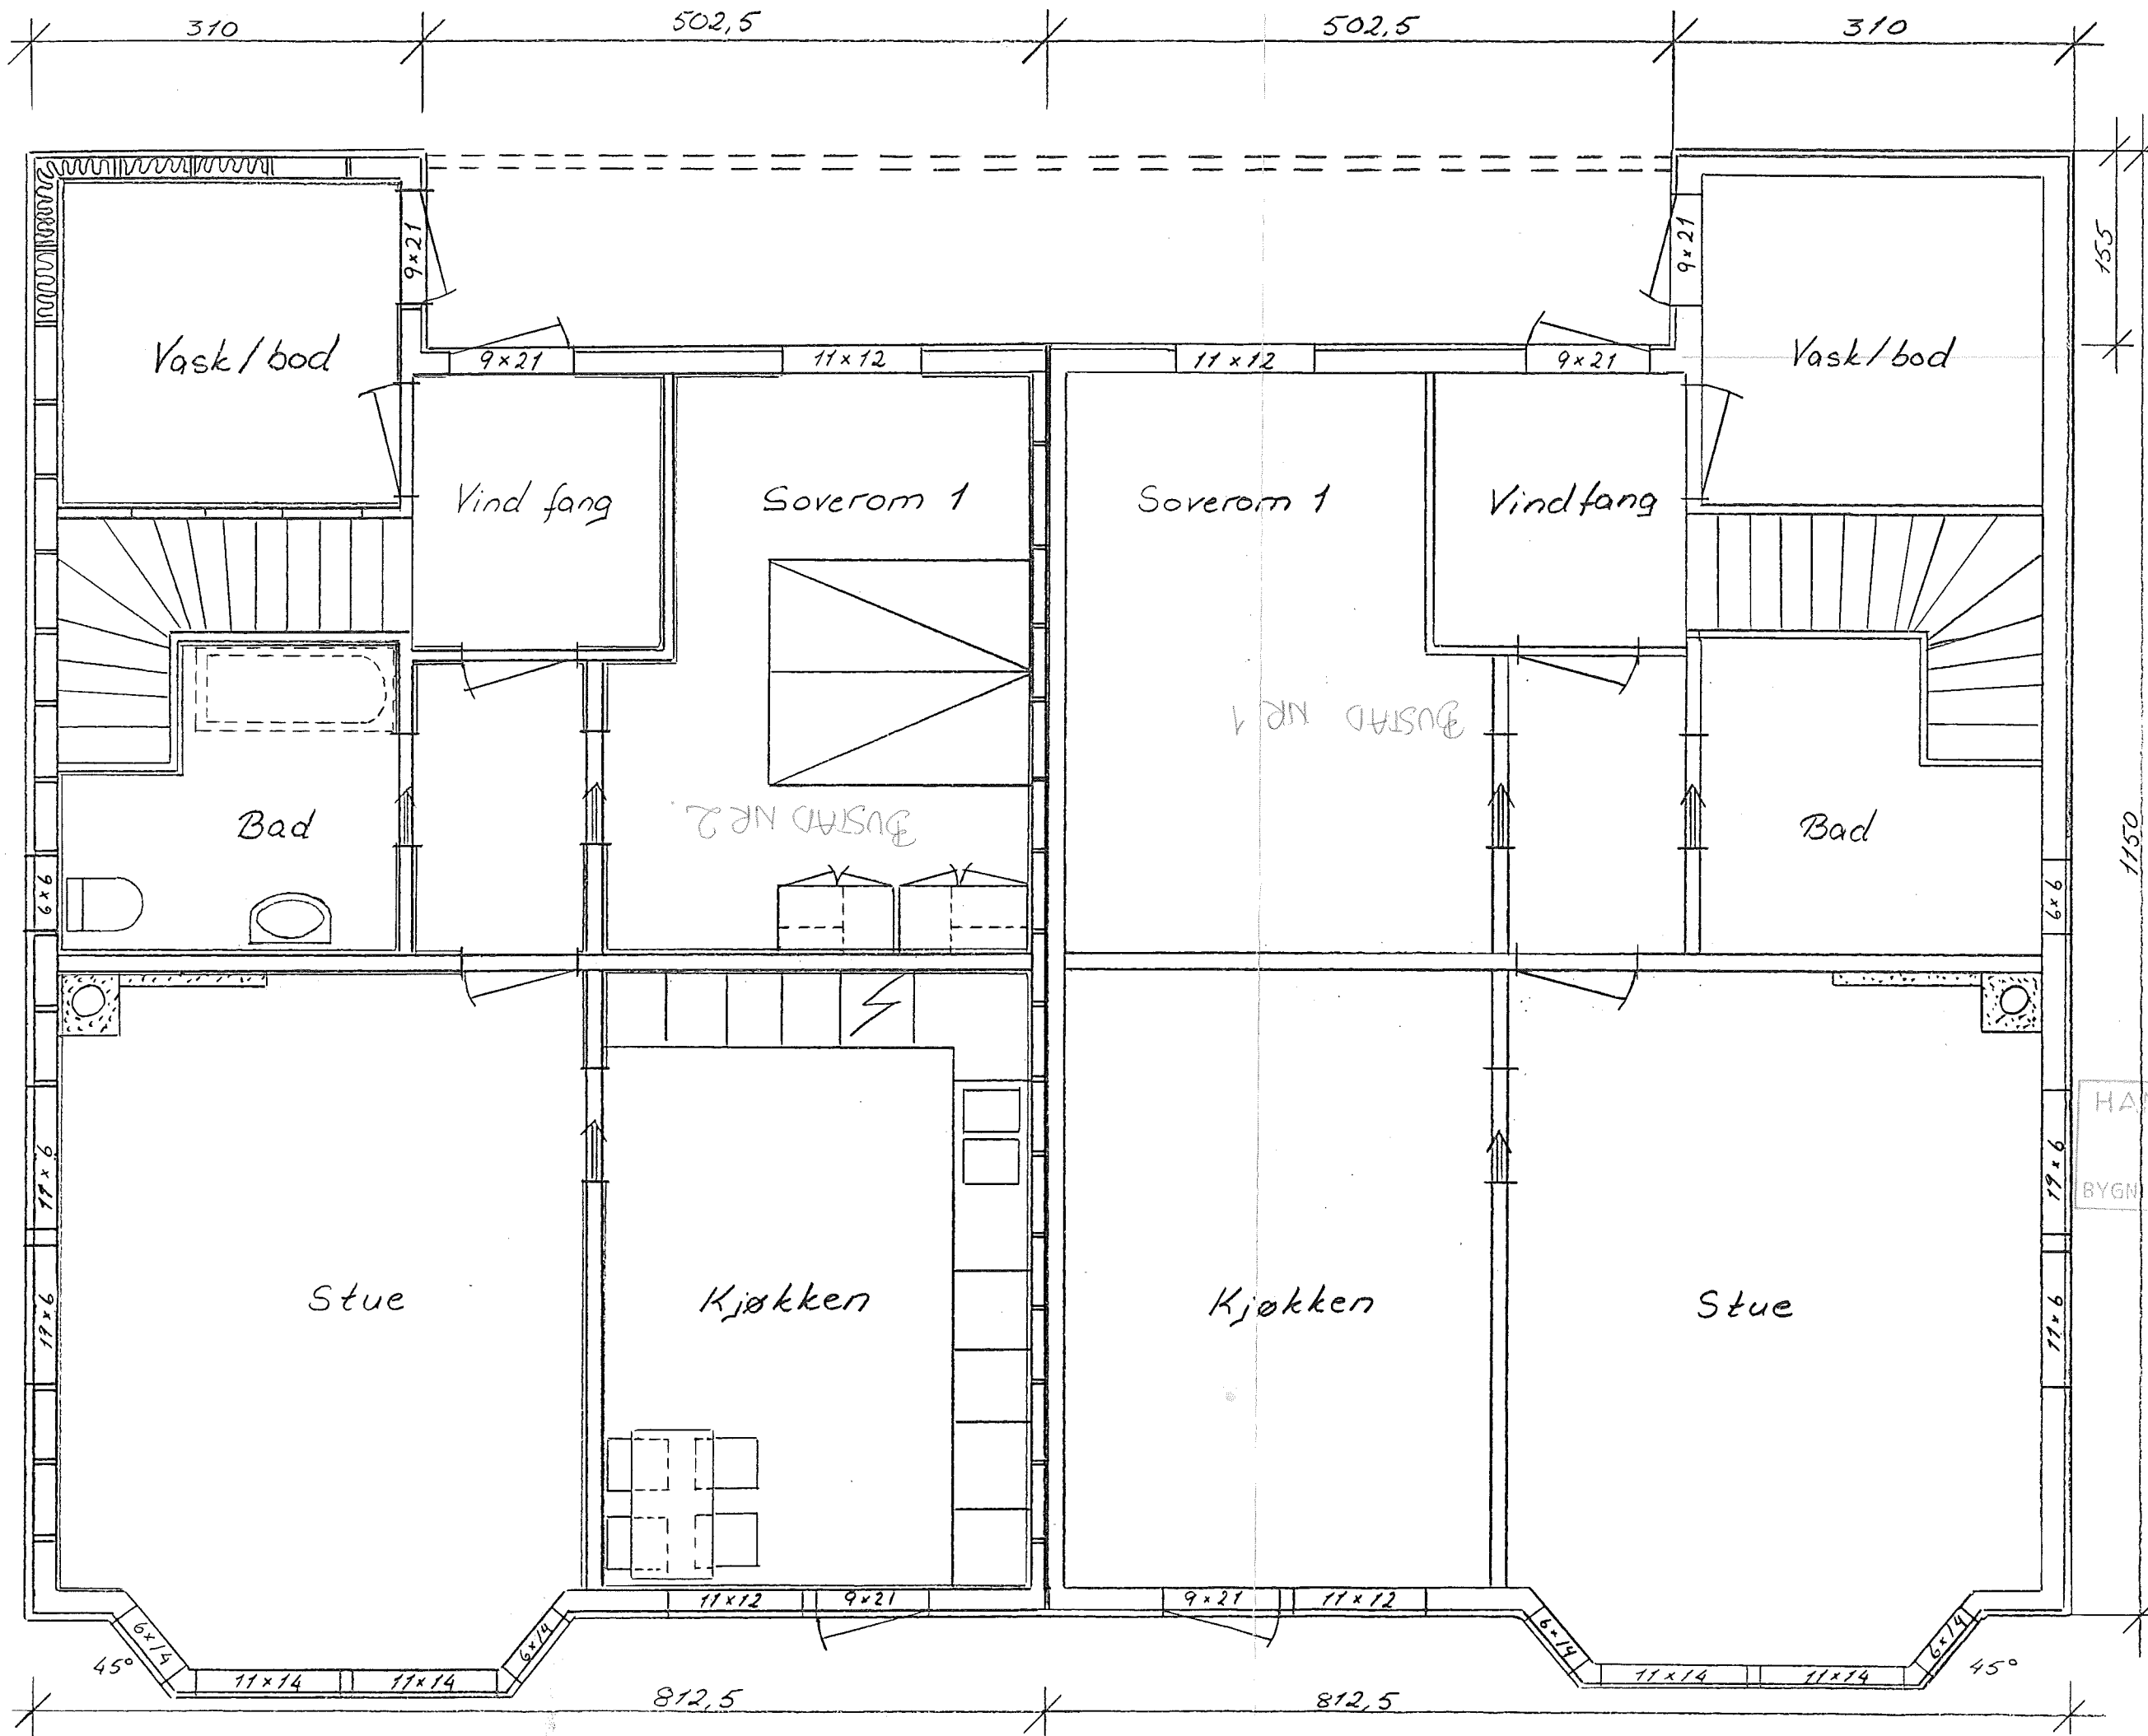 310 502,5 502,5 310
155
9×21 9×21
Vask/bod Vask/bod
9×21 11×12 11×12 9×21
Vind fang Soverom 1 Soverom 1 Vindfang
BUSTAD NR 1
BUSTAD NR 2.
Bad Bad
1150
6×6 6×6
HA
BYGN
11×6 19×6
Stue Kjøkken Kjøkken Stue
19×6 11×6
11×12 9×21 9×21 11×12
6×14 6×14 6×14 6×14
45° 45°
11×14 11×14 11×14 11×14
812,5 812,5